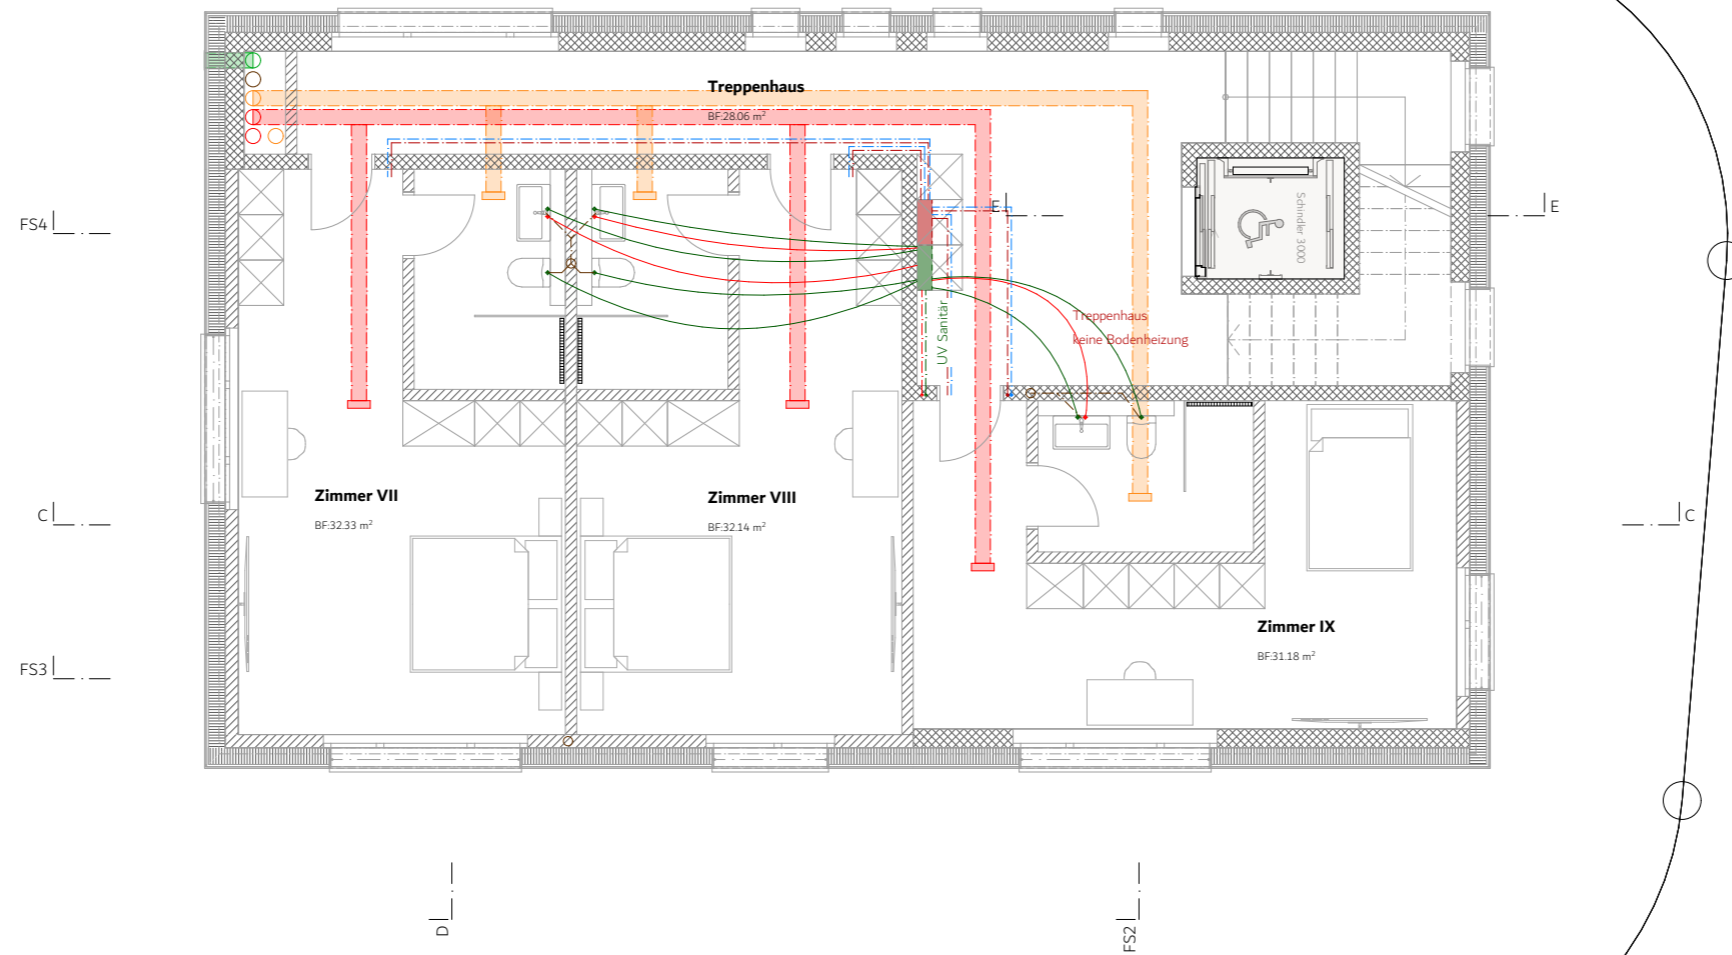 Treppenhaus
BF:28.06 m²
FS4
E
E
Schindler 3000
UV Sanitär
Treppenhaus
keine Bodenheizung
Zimmer VII
BF:32.33 m²
Zimmer VIII
BF:32.14 m²
C
C
Zimmer IX
BF:31.18 m²
FS3
D
FS2